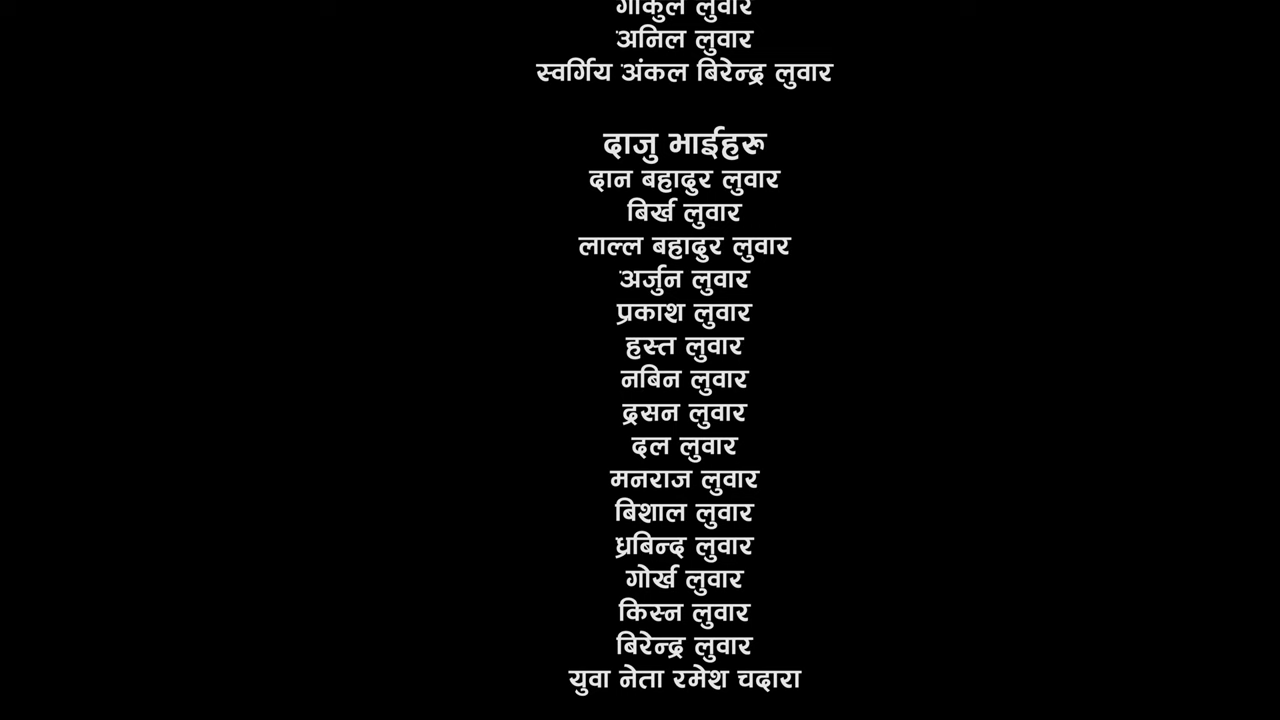 गोकुल लुवार
अनिल लुवार
स्वर्गिय अंकल बिरेन्द्र लुवार
दाजु भाईहरू
दान बहादुर लुवार
बिर्ख लुवार
लाल्ल बहादुर लुवार
अर्जुन लुवार
प्रकाश लुवार
हस्त लुवार
नबिन लुवार
द्रसन लुवार
दल लुवार
मनराज लुवार
बिशाल लुवार
ध्रबिन्द लुवार
गोर्ख लुवार
किस्न लुवार
बिरेन्द्र लुवार
युवा नेता रमेश चदारा